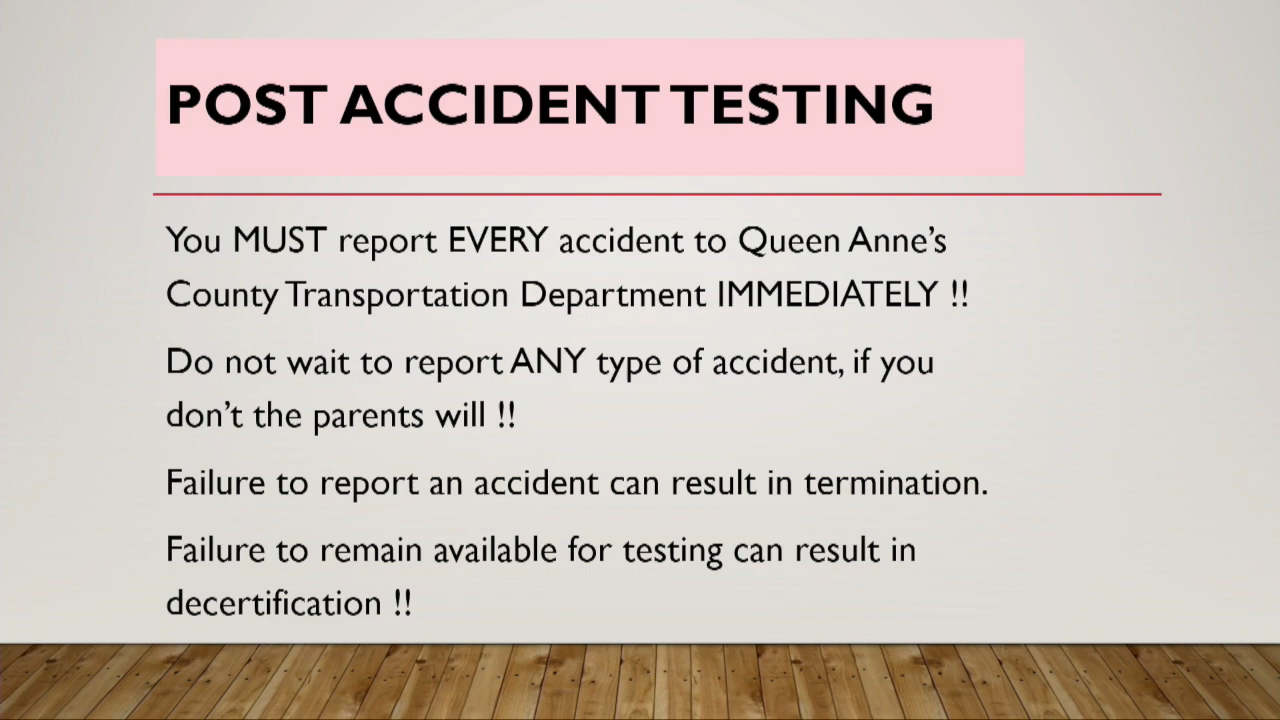 POST ACCIDENT TESTING
You MUST report EVERY accident to Queen Anne’s
County Transportation Department IMMEDIATELY !!
Do not wait to report ANY type of accident, if you
don’t the parents will !!
Failure to report an accident can result in termination.
Failure to remain available for testing can result in
decertification !!